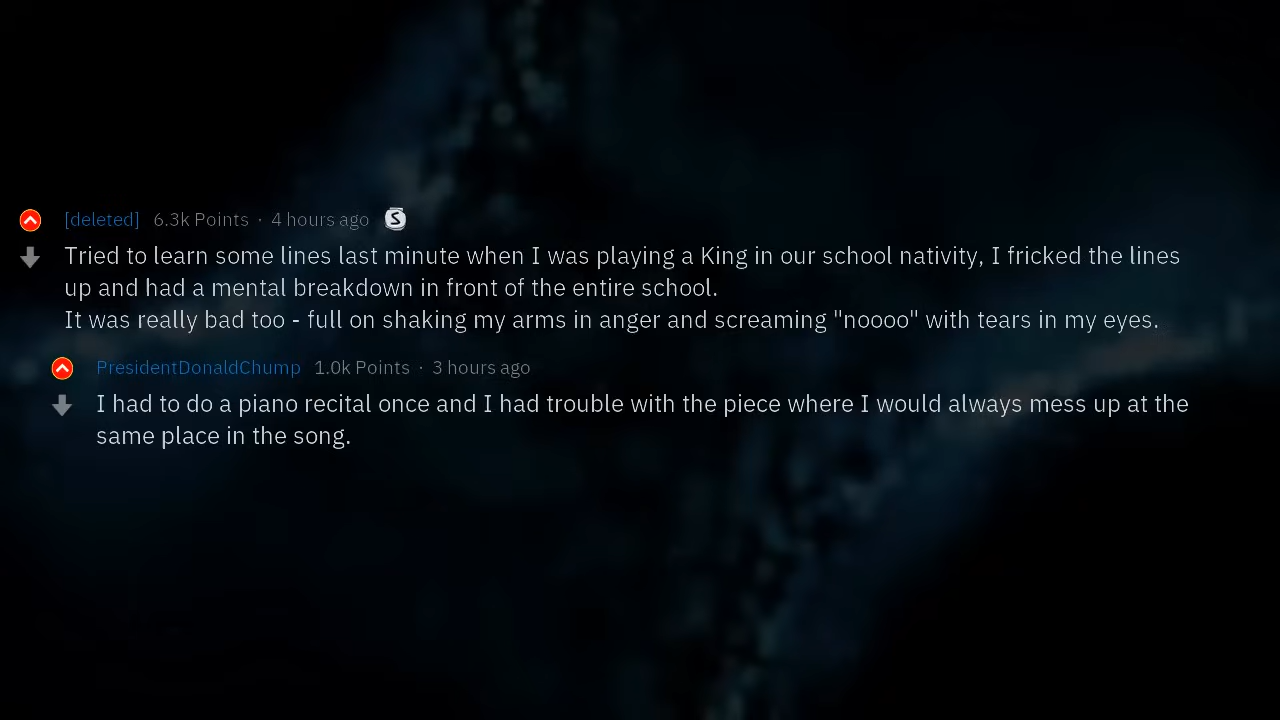 [deleted] 6.3k Points · 4 hours ago S
Tried to learn some lines last minute when I was playing a King in our school nativity, I fricked the lines
up and had a mental breakdown in front of the entire school.
It was really bad too - full on shaking my arms in anger and screaming "noooo" with tears in my eyes.
PresidentDonaldChump 1.0k Points · 3 hours ago
I had to do a piano recital once and I had trouble with the piece where I would always mess up at the
same place in the song.